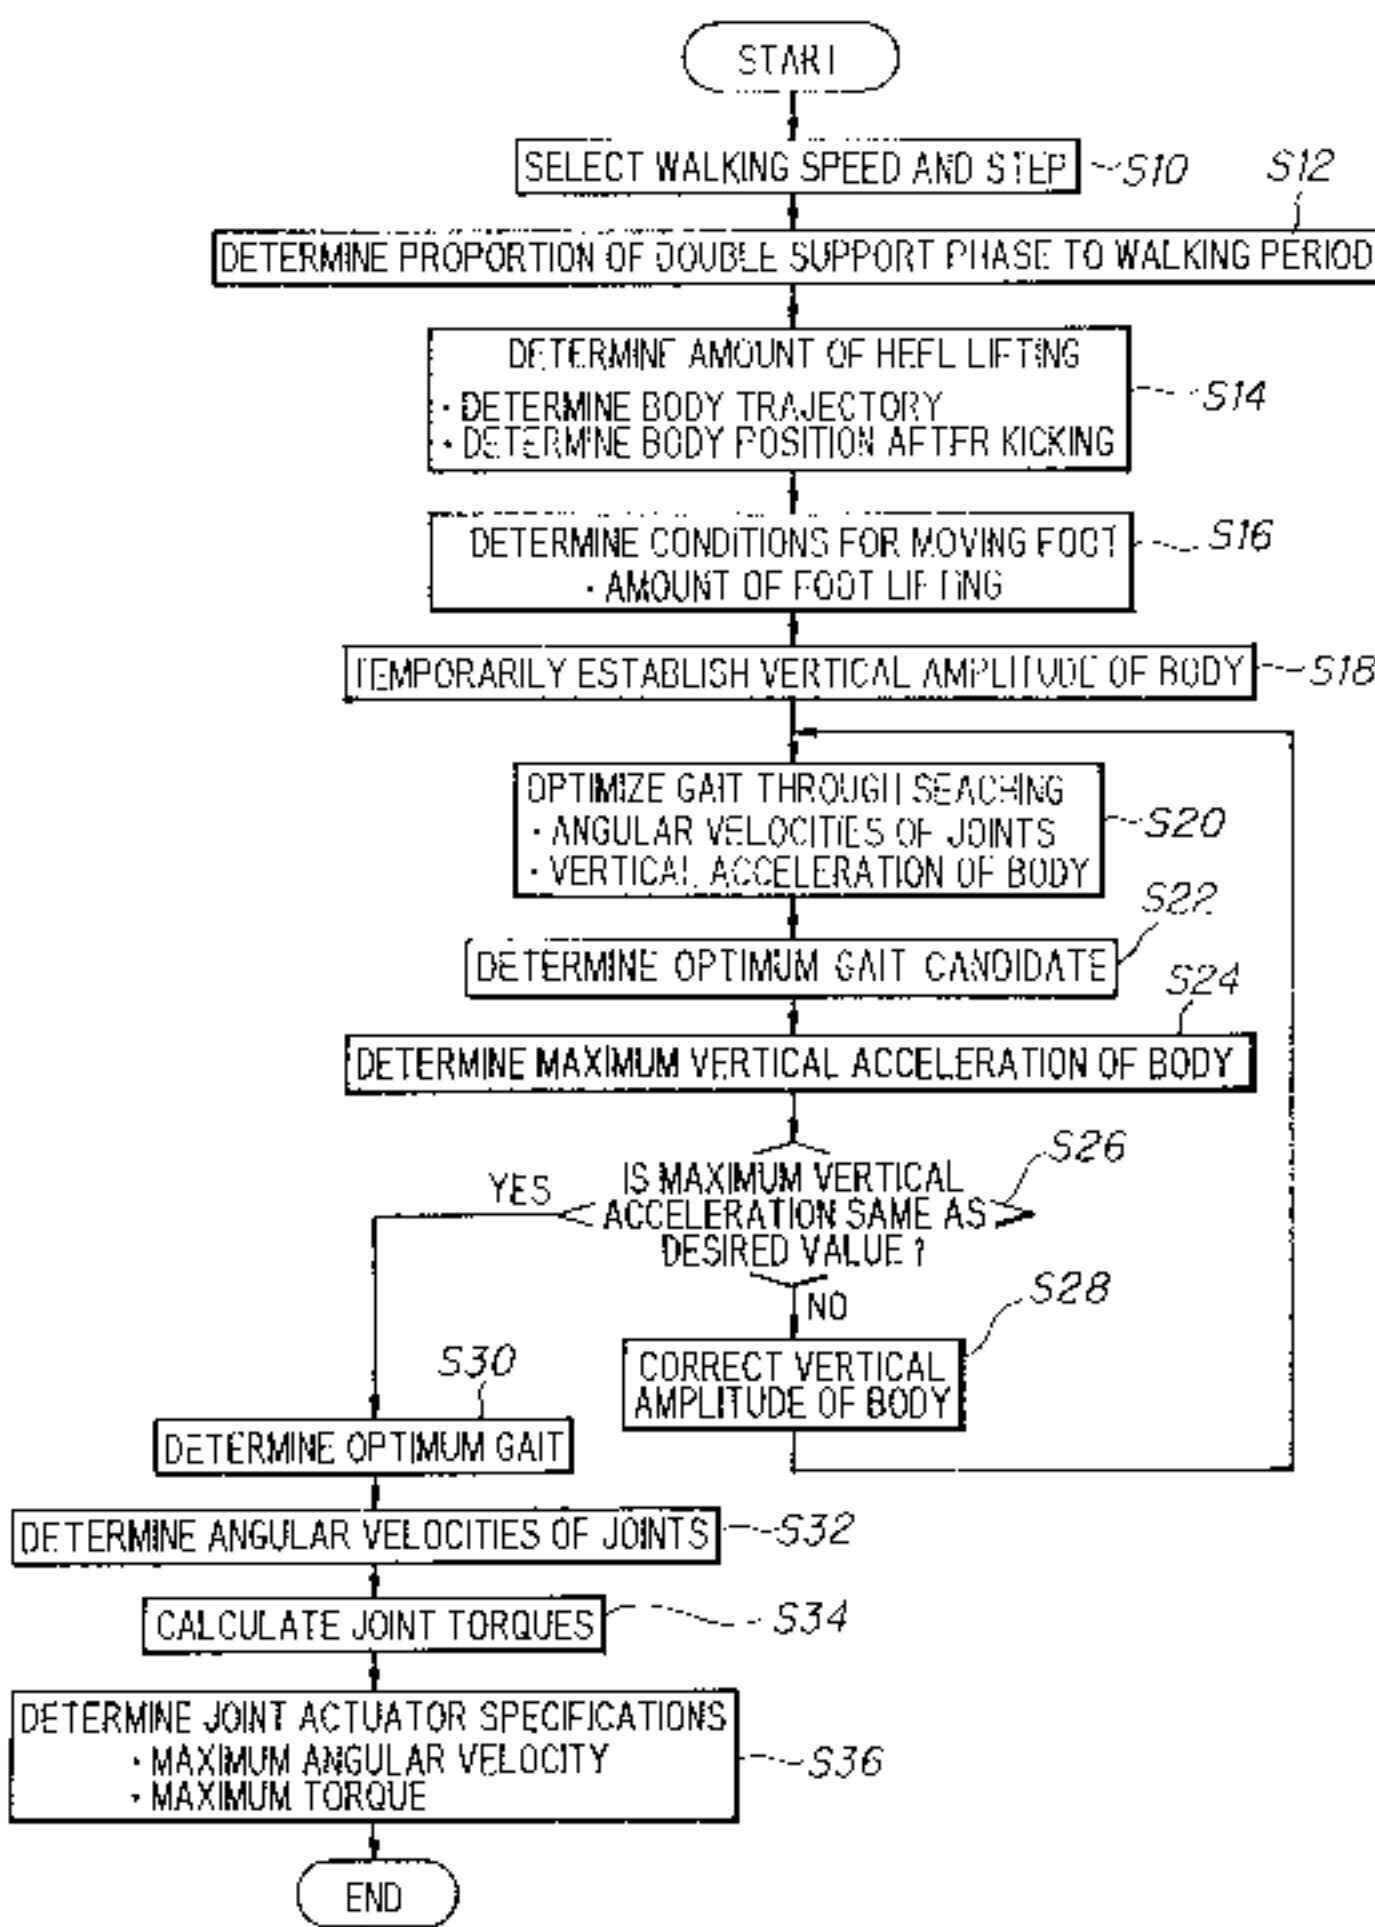 START
SELECT WALKING SPEED AND STEP
S10
S12
DETERMINE PROPORTION OF DOUBLE SUPPORT PHASE TO WALKING PERIOD
DETERMINE AMOUNT OF HEEL LIFTING
· DETERMINE BODY TRAJECTORY
· DETERMINE BODY POSITION AFTER KICKING
S14
DETERMINE CONDITIONS FOR MOVING FOOT
· AMOUNT OF FOOT LIFTING
S16
TEMPORARILY ESTABLISH VERTICAL AMPLITUDE OF BODY
S18
OPTIMIZE GAIT THROUGH SEACHING
· ANGULAR VELOCITIES OF JOINTS
· VERTICAL ACCELERATION OF BODY
S20
S22
DETERMINE OPTIMUM GAIT CANDIDATE
S24
DETERMINE MAXIMUM VERTICAL ACCELERATION OF BODY
S26
IS MAXIMUM VERTICAL
ACCELERATION SAME AS
DESIRED VALUE ?
YES
NO
S28
CORRECT VERTICAL
AMPLITUDE OF BODY
S30
DETERMINE OPTIMUM GAIT
DETERMINE ANGULAR VELOCITIES OF JOINTS
S32
CALCULATE JOINT TORQUES
S34
DETERMINE JOINT ACTUATOR SPECIFICATIONS
· MAXIMUM ANGULAR VELOCITY
· MAXIMUM TORQUE
S36
END